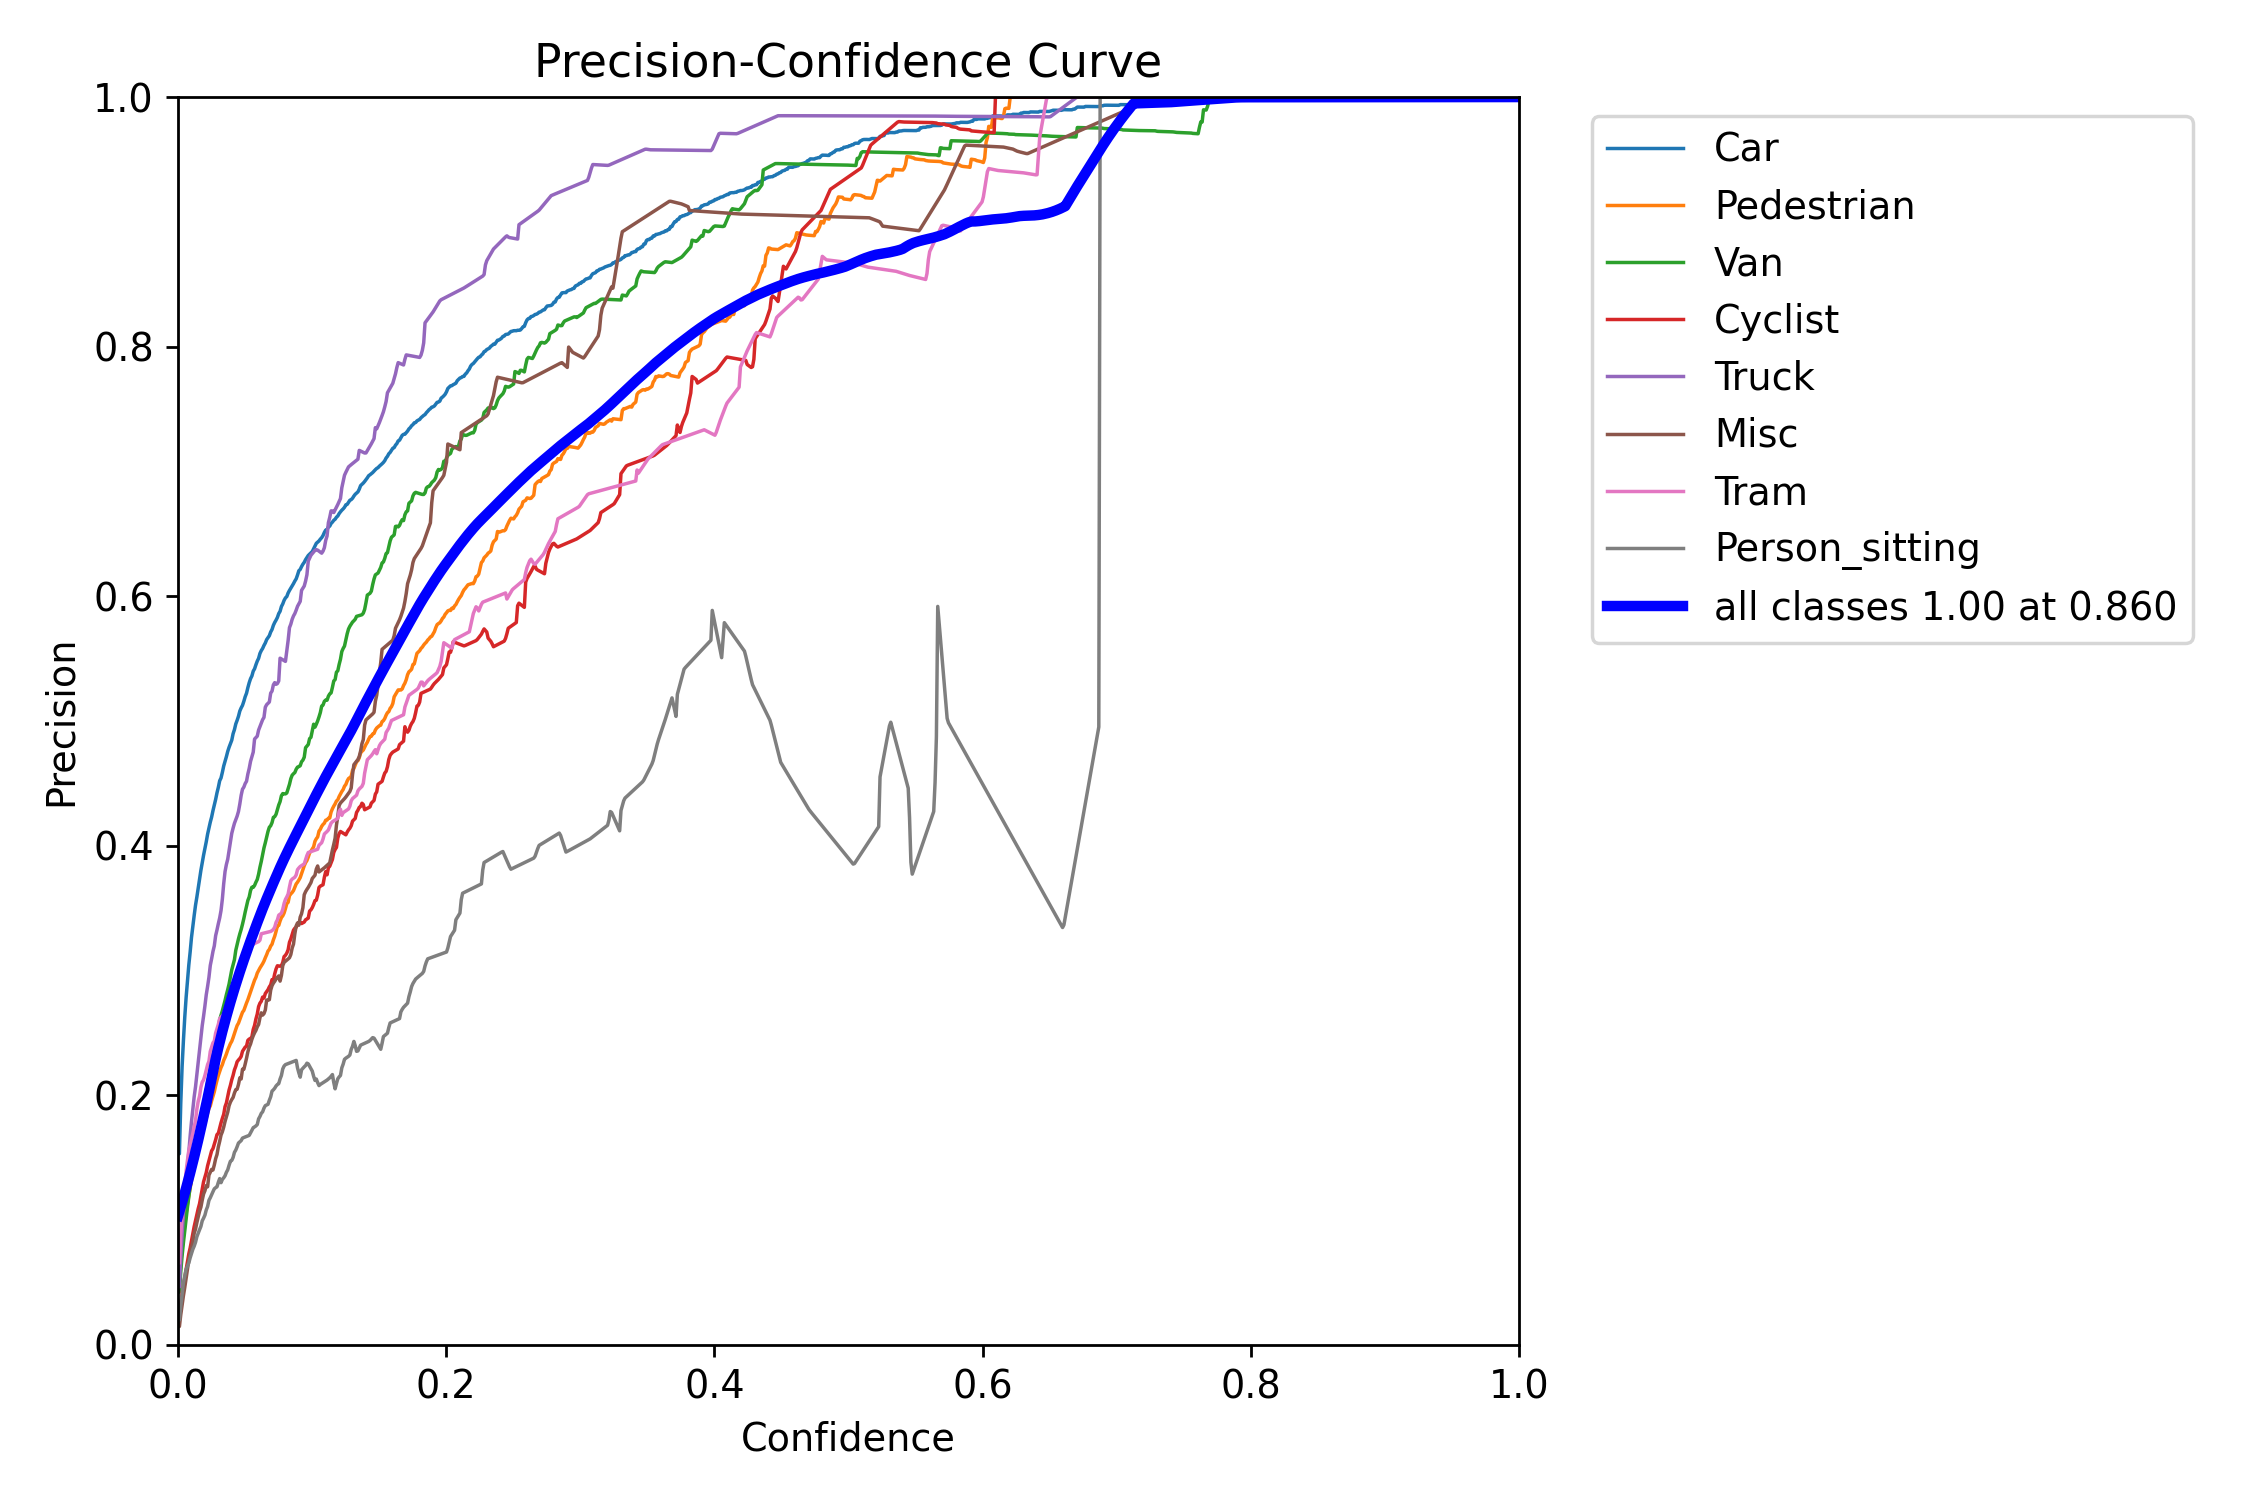 Precision-Confidence Curve
1.0
0.8
0.6
0.4
0.2
0.0
Precision
0.0 0.2 0.4 0.6 0.8 1.0
Confidence
Car
Pedestrian
Van
Cyclist
Truck
Misc
Tram
Person_sitting
all classes 1.00 at 0.860